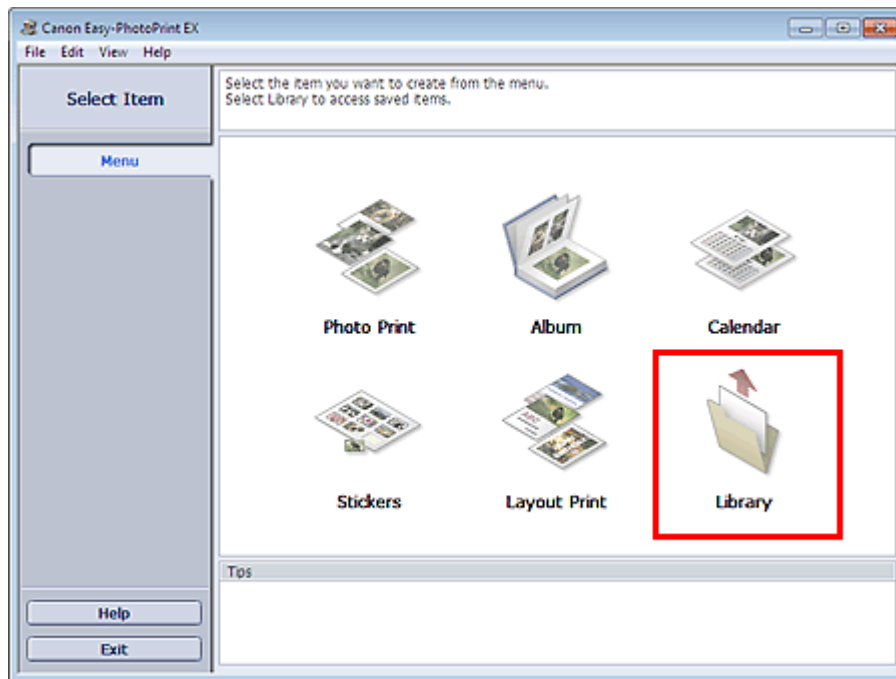 Canon Easy-PhotoPrint EX
File Edit View Help
Select Item
Select the item you want to create from the menu.
Select Library to access saved items.
Menu
Photo Print
Album
Calendar
Stickers
Layout Print
Library
Tips
Help
Exit